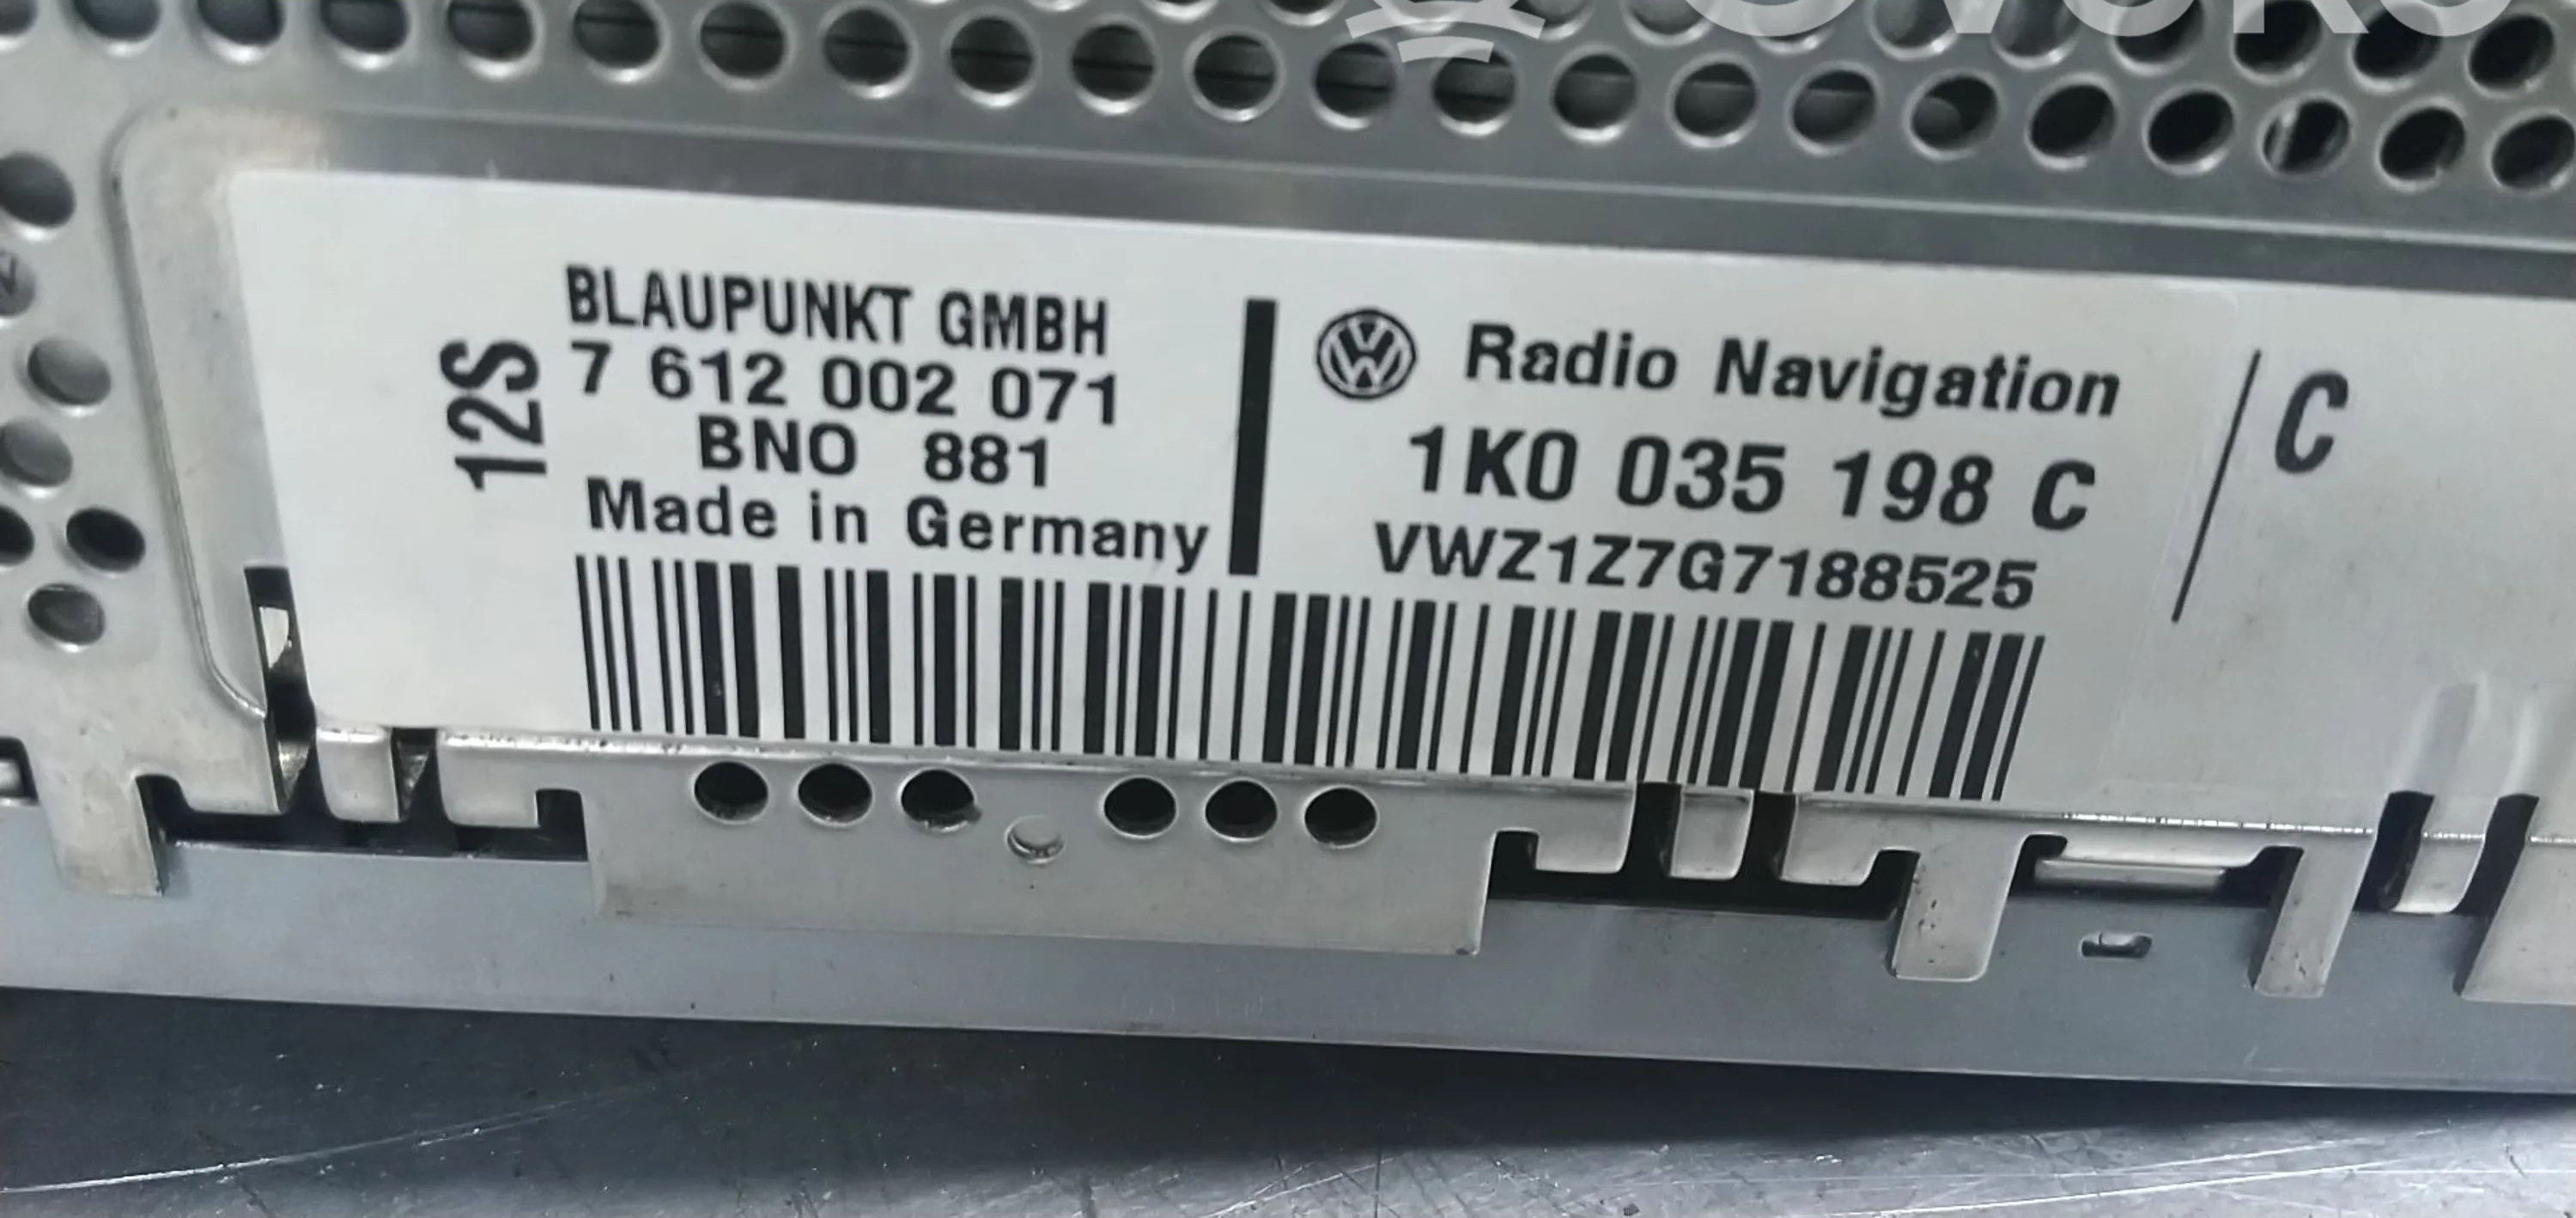 12S
BLAUPUNKT GMBH
7 612 002 071
BNO 881
Made in Germany
Radio Navigation
1K0 035 198 C
VWZ1Z7G7188525
/ C